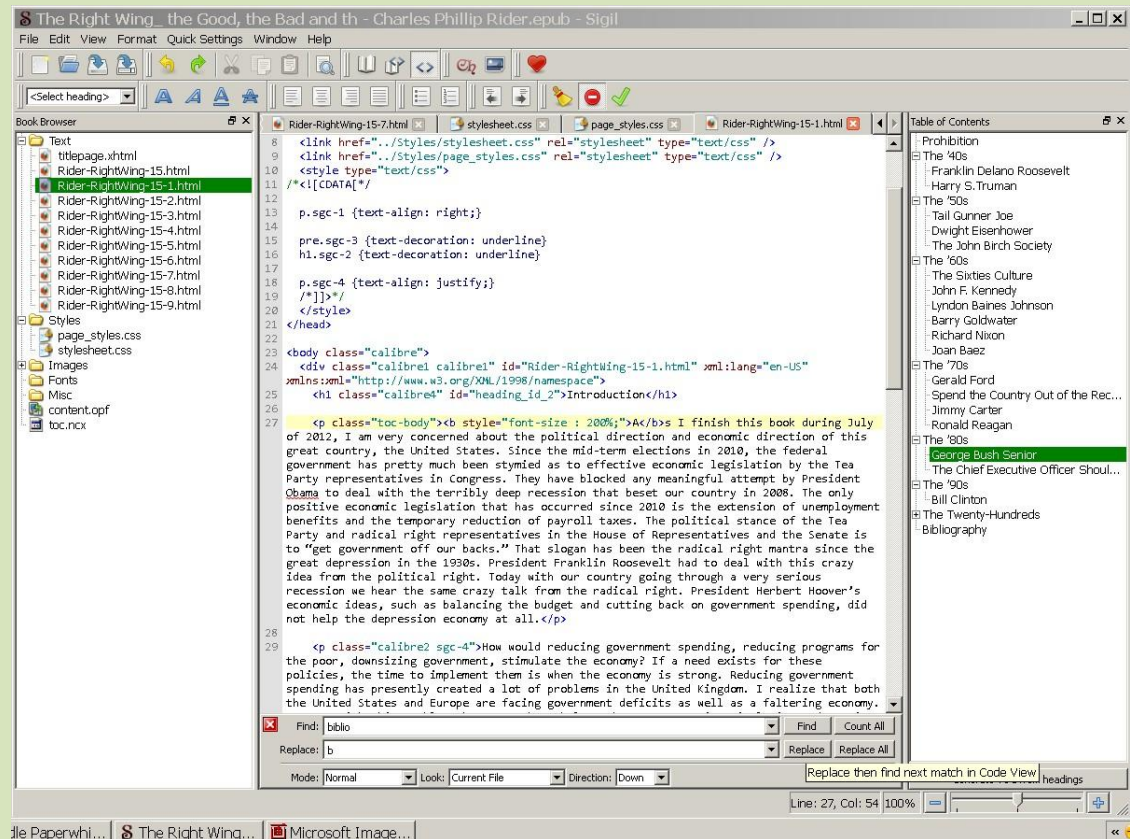 The Right Wing_ the Good, the Bad and th - Charles Phillip Rider.epub - Sigil
File Edit View Format Quick Settings Window Help
<Select heading>
Book Browser
Text
titlepage.xhtml
Rider-RightWing-15.html
Rider-RightWing-15-1.html
Rider-RightWing-15-2.html
Rider-RightWing-15-3.html
Rider-RightWing-15-4.html
Rider-RightWing-15-5.html
Rider-RightWing-15-6.html
Rider-RightWing-15-7.html
Rider-RightWing-15-8.html
Rider-RightWing-15-9.html
Styles
page_styles.css
stylesheet.css
Images
Fonts
Misc
content.opf
toc.ncx
Rider-RightWing-15-7.html stylesheet.css page_styles.css Rider-RightWing-15-1.html
8 <link href="../Styles/stylesheet.css" rel="stylesheet" type="text/css" />
9 <link href="../Styles/page_styles.css" rel="stylesheet" type="text/css" />
10 <style type="text/css">
11 /*<![CDATA[*/
12
13 p.sgc-1 {text-align: right;}
14
15 pre.sgc-3 {text-decoration: underline}
16 h1.sgc-2 {text-decoration: underline}
17
18 p.sgc-4 {text-align: justify;}
19 /*]]>*/
20 </style>
21 </head>
22
23 <body class="calibre">
24 <div class="calibre1 calibre1" id="Rider-RightWing-15-1.html" xml:lang="en-US"
xmlns:xml="http://www.w3.org/XML/1998/namespace">
25 <h1 class="calibre4" id="heading_id_2">Introduction</h1>
26
27 <p class="toc-body"><b style="font-size : 200%;">A</b>s I finish this book during July
of 2012, I am very concerned about the political direction and economic direction of this
great country, the United States. Since the mid-term elections in 2010, the federal
government has pretty much been stymied as to effective economic legislation by the Tea
Party representatives in Congress. They have blocked any meaningful attempt by President
Obama to deal with the terribly deep recession that beset our country in 2008. The only
positive economic legislation that has occurred since 2010 is the extension of unemployment
benefits and the temporary reduction of payroll taxes. The political stance of the Tea
Party and radical right representatives in the House of Representatives and the Senate is
to “get government off our backs.” That slogan has been the radical right mantra since the
great depression in the 1930s. President Franklin Roosevelt had to deal with this crazy
idea from the political right. Today with our country going through a very serious
recession we hear the same crazy talk from the radical right. President Herbert Hoover’s
economic ideas, such as balancing the budget and cutting back on government spending, did
not help the depression economy at all.</p>
28
29 <p class="calibre2 sgc-4">How would reducing government spending, reducing programs for
the poor, downsizing government, stimulate the economy? If a need exists for these
policies, the time to implement them is when the economy is strong. Reducing government
spending has presently created a lot of problems in the United Kingdom. I realize that both
the United States and Europe are facing government deficits as well as a faltering economy.
Find: biblio Find Count All
Replace: b Replace Replace All
Mode: Normal Look: Current File Direction: Down
Table of Contents
Prohibition
The '40s
Franklin Delano Roosevelt
Harry S.Truman
The '50s
Tail Gunner Joe
Dwight Eisenhower
The John Birch Society
The '60s
The Sixties Culture
John F. Kennedy
Lyndon Baines Johnson
Barry Goldwater
Richard Nixon
Joan Baez
The '70s
Gerald Ford
Spend the Country Out of the Rec...
Jimmy Carter
Ronald Reagan
The '80s
George Bush Senior
The Chief Executive Officer Shoul...
The '90s
Bill Clinton
The Twenty-Hundreds
Bibliography
Replace then find next match in Code View
headings
Line: 27, Col: 54 100%
dle Paperwhi... The Right Wing... Microsoft Image...